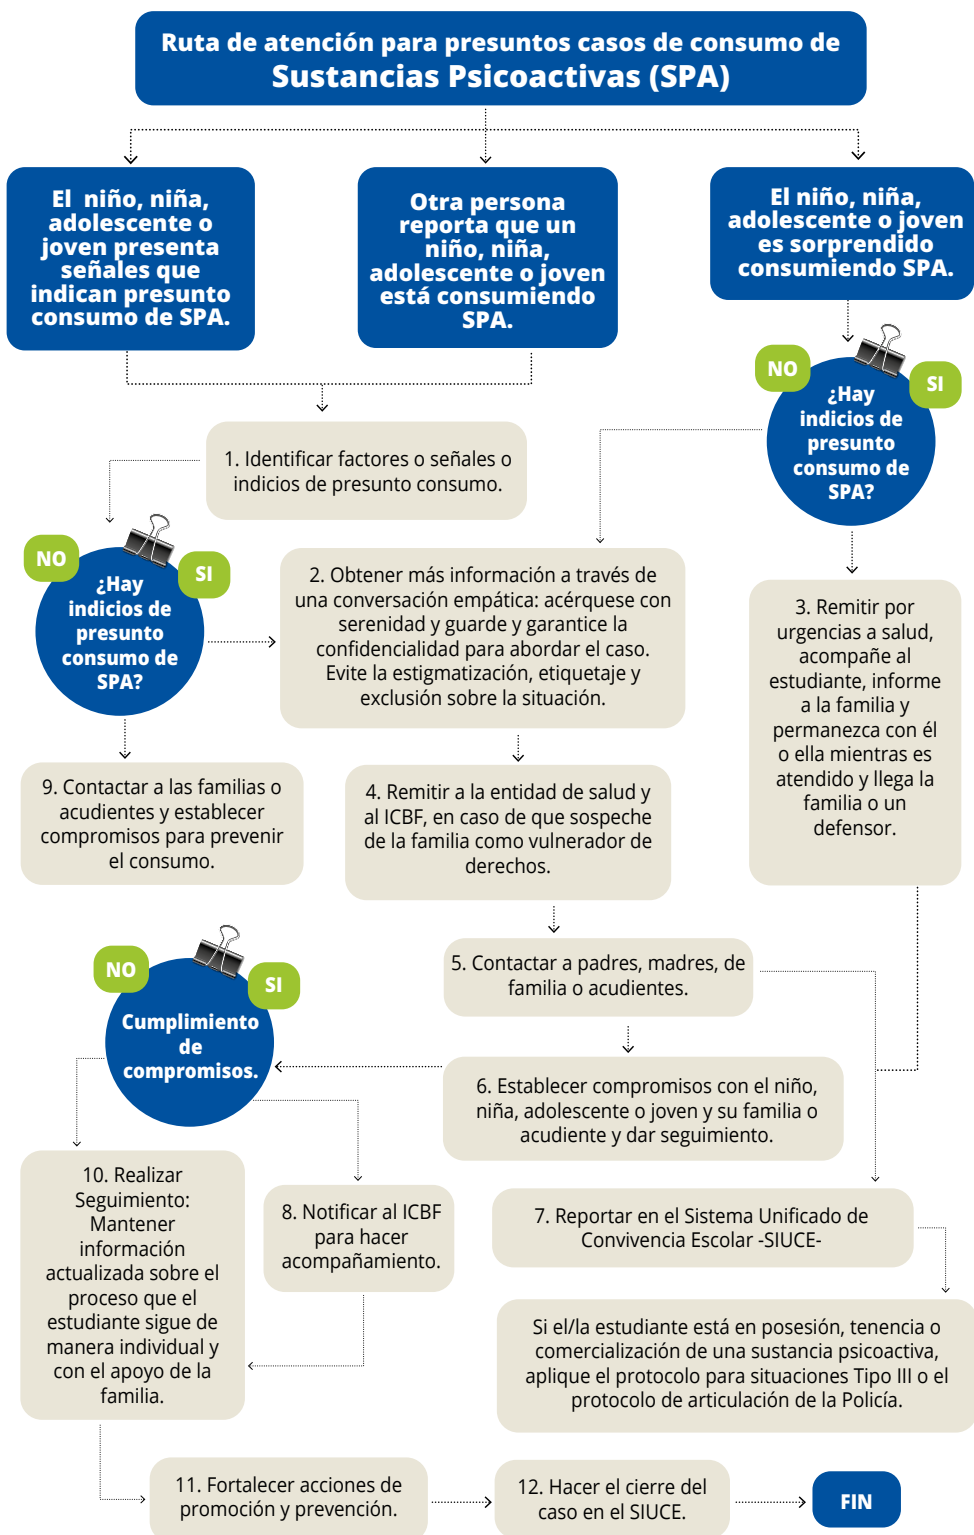 Ruta de atención para presuntos casos de consumo de
Sustancias Psicoactivas (SPA)
El niño, niña,
adolescente o
joven presenta
señales que
indican presunto
consumo de SPA.
Otra persona
reporta que un
niño, niña,
adolescente o joven
está consumiendo
SPA.
El niño, niña,
adolescente o joven
es sorprendido
consumiendo SPA.
NO
SI
¿Hay
indicios de
presunto
consumo de
SPA?
1. Identificar factores o señales o
indicios de presunto consumo.
NO
SI
¿Hay
indicios de
presunto
consumo de
SPA?
2. Obtener más información a través de
una conversación empática: acérquese con
serenidad y guarde y garantice la
confidencialidad para abordar el caso.
Evite la estigmatización, etiquetaje y
exclusión sobre la situación.
3. Remitir por
urgencias a salud,
acompañe al
estudiante, informe
a la familia y
permanezca con él
o ella mientras es
atendido y llega la
familia o un
defensor.
9. Contactar a las familias o
acudientes y establecer
compromisos para prevenir
el consumo.
4. Remitir a la entidad de salud y
al ICBF, en caso de que sospeche
de la familia como vulnerador de
derechos.
NO
SI
Cumplimiento
de
compromisos.
5. Contactar a padres, madres, de
familia o acudientes.
6. Establecer compromisos con el niño,
niña, adolescente o joven y su familia o
acudiente y dar seguimiento.
10. Realizar
Seguimiento:
Mantener
información
actualizada sobre el
proceso que el
estudiante sigue de
manera individual y
con el apoyo de la
familia.
8. Notificar al ICBF
para hacer
acompañamiento.
7. Reportar en el Sistema Unificado de
Convivencia Escolar -SIUCE-
Si el/la estudiante está en posesión, tenencia o
comercialización de una sustancia psicoactiva,
aplique el protocolo para situaciones Tipo III o el
protocolo de articulación de la Policía.
11. Fortalecer acciones de
promoción y prevención.
12. Hacer el cierre del
caso en el SIUCE.
FIN